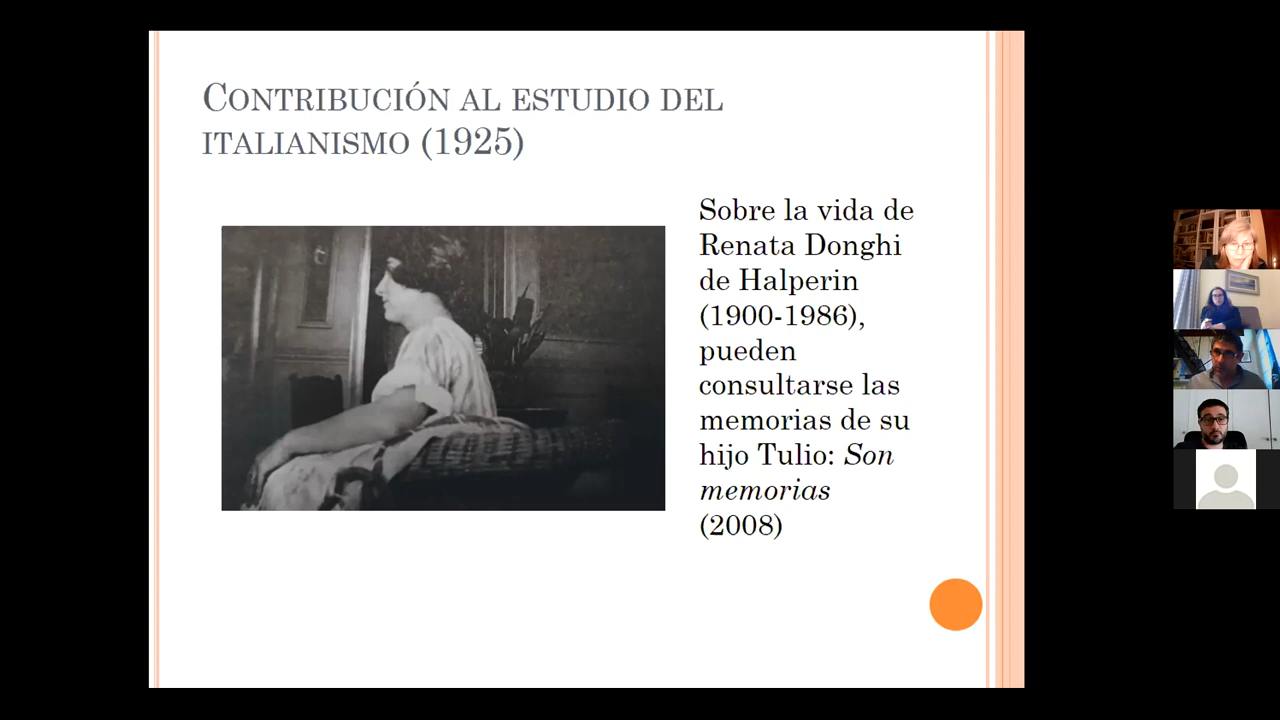 CONTRIBUCIÓN AL ESTUDIO DEL
ITALIANISMO (1925)
Sobre la vida de
Renata Donghi
de Halperin
(1900-1986),
pueden
consultarse las
memorias de su
hijo Tulio: Son
memorias
(2008)